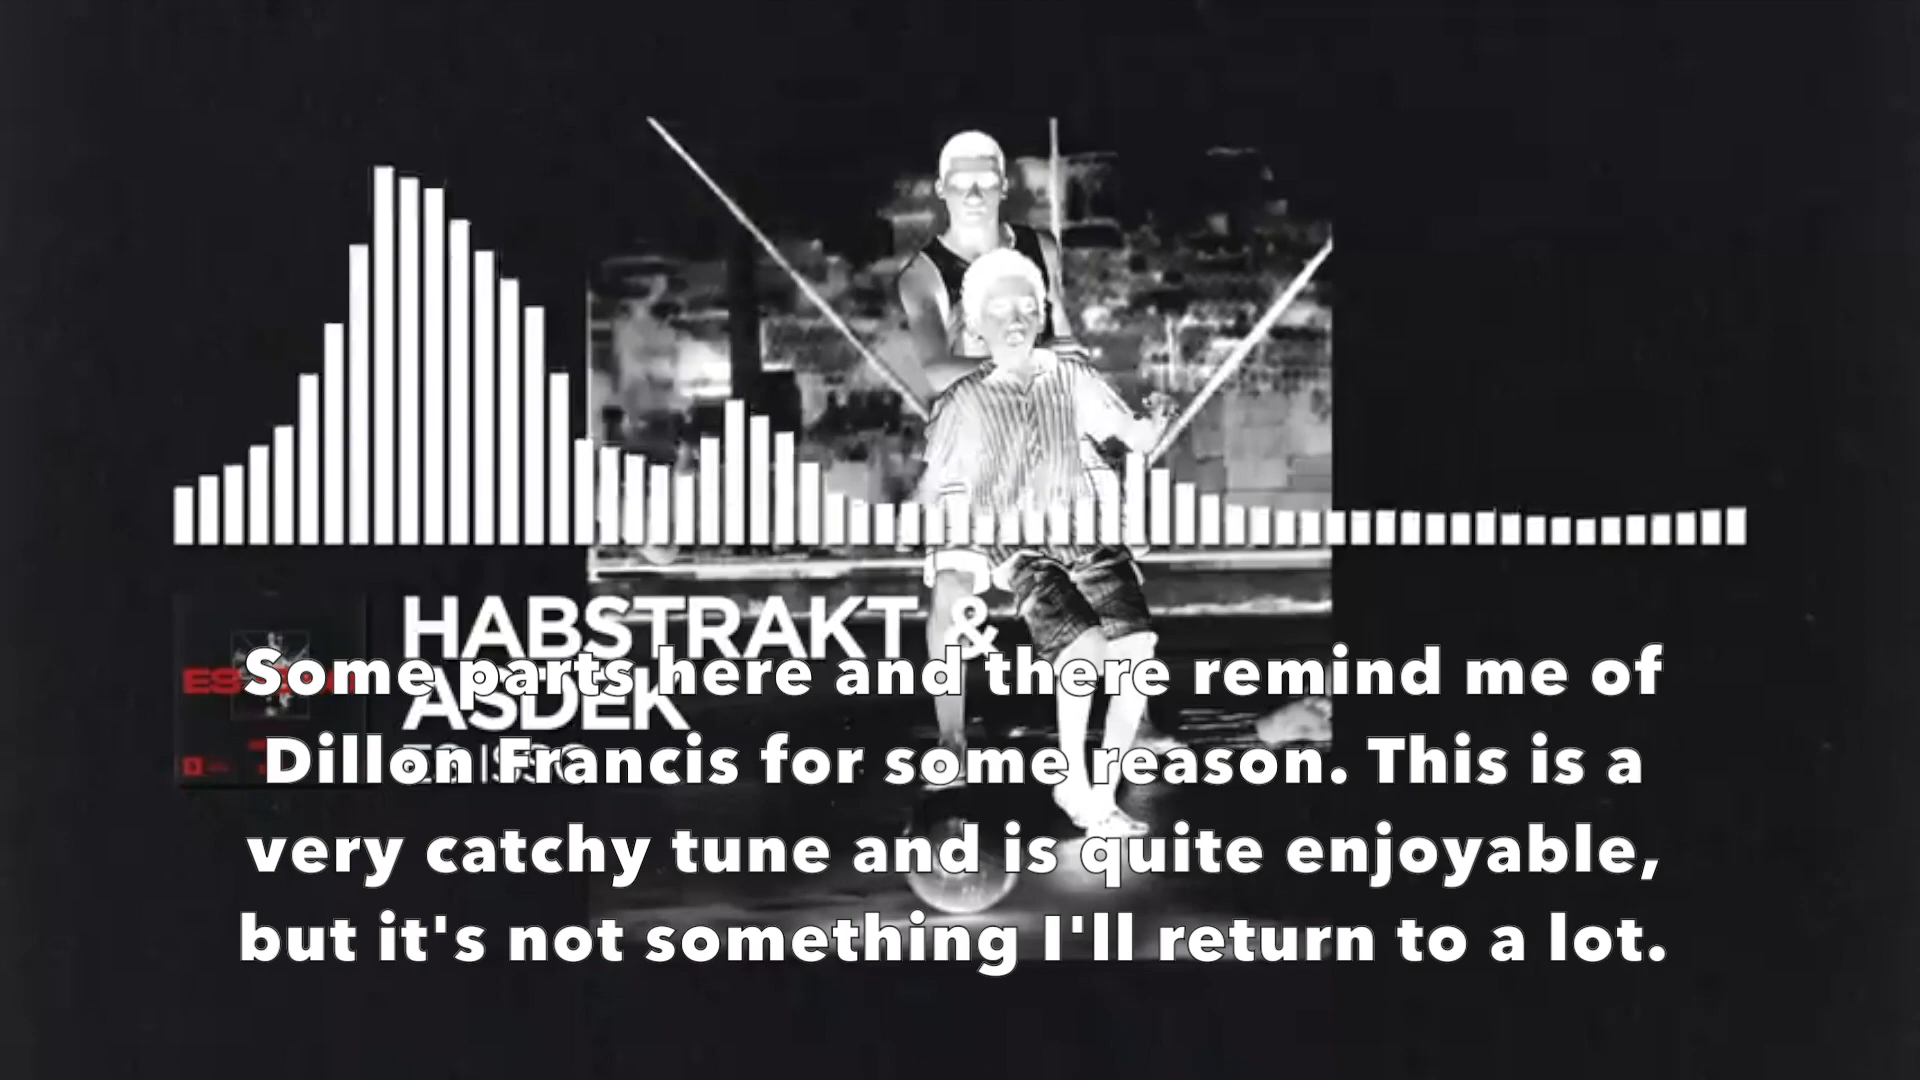 HABSTRAKT &
ASDEK
Some parts here and there remind me of
Dillon Francis for some reason. This is a
very catchy tune and is quite enjoyable,
but it's not something I'll return to a lot.